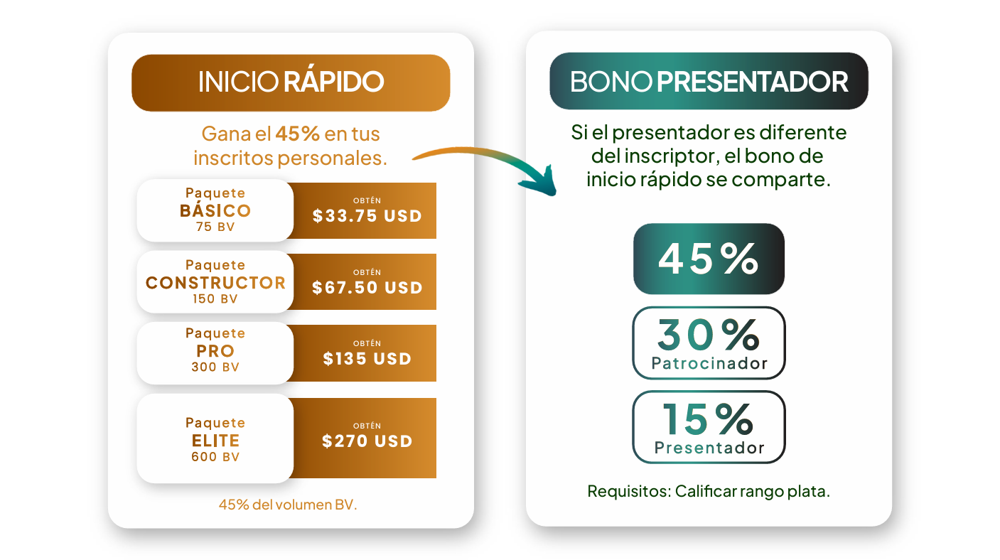 INICIO RÁPIDO
Gana el 45% en tus
inscritos personales.
Paquete
BÁSICO
75 BV
OBTÉN
$33.75 USD
Paquete
CONSTRUCTOR
150 BV
OBTÉN
$67.50 USD
Paquete
PRO
300 BV
OBTÉN
$135 USD
Paquete
ELITE
600 BV
OBTÉN
$270 USD
45% del volumen BV.
BONO PRESENTADOR
Si el presentador es diferente
del inscriptor, el bono de
inicio rápido se comparte.
45%
30%
Patrocinador
15%
Presentador
Requisitos: Calificar rango plata.